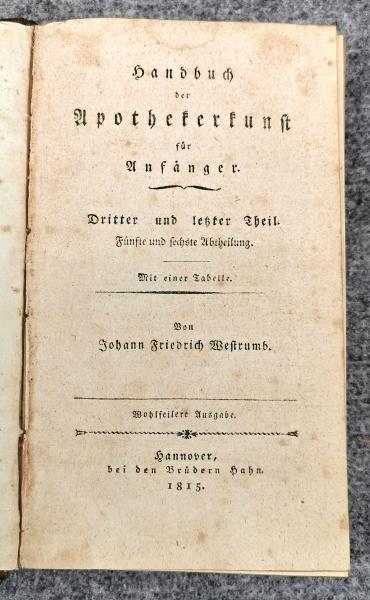 Handbuch
der
Apothekerkunst
für
Anfänger.
Dritter und letzter Theil.
Fünfte und sechste Abtheilung.
Mit einer Tabelle.
Von
Johann Friedrich Westrumb.
Wohlfeilere Ausgabe.
Hannover,
bei den Brüdern Hahn.
1815.